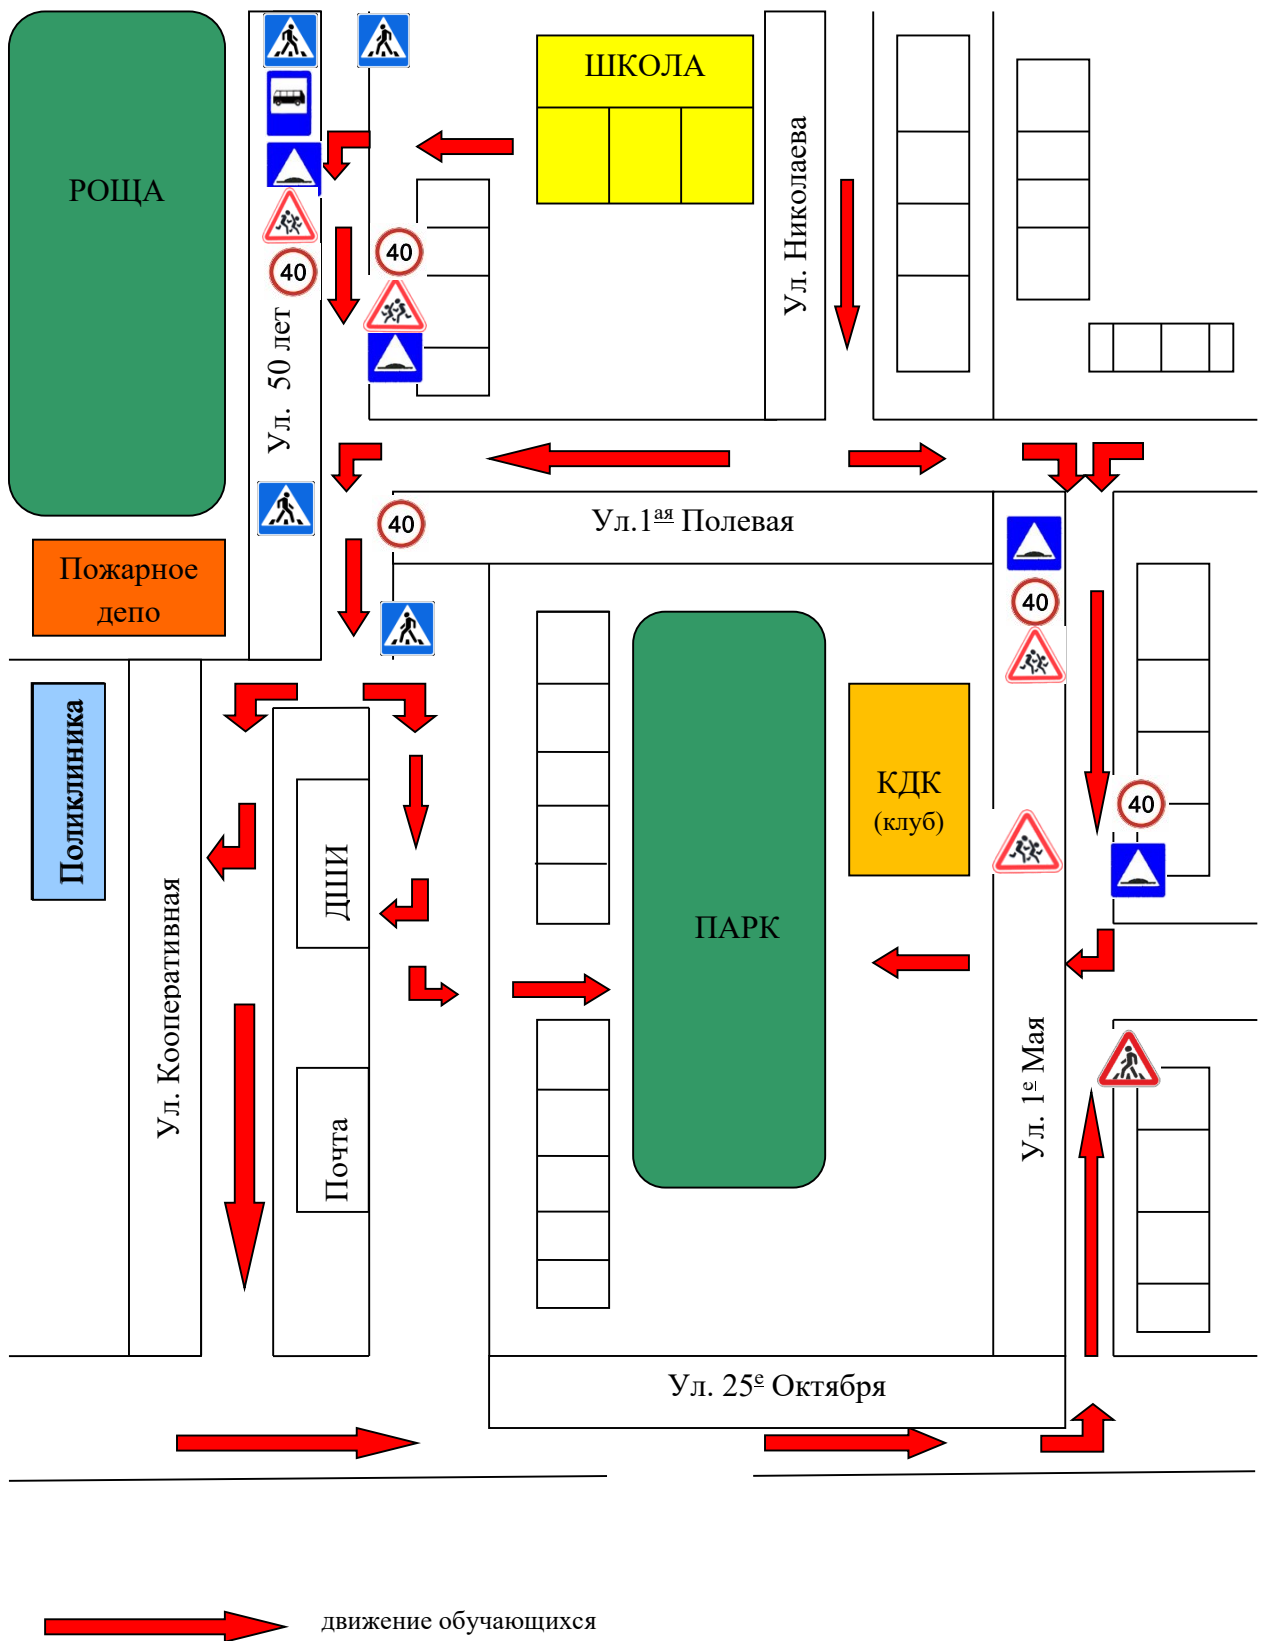 ШКОЛА
РОЩА
Ул. Николаева
40
40
Ул. 50 лет
40
Ул.1ая Полевая
Пожарное
депо
40
Поликлиника
КДК
(клуб)
40
ДШИ
ПАРК
Ул. Кооперативная
Ул. 1е Мая
Почта
Ул. 25е Октября
движение обучающихся